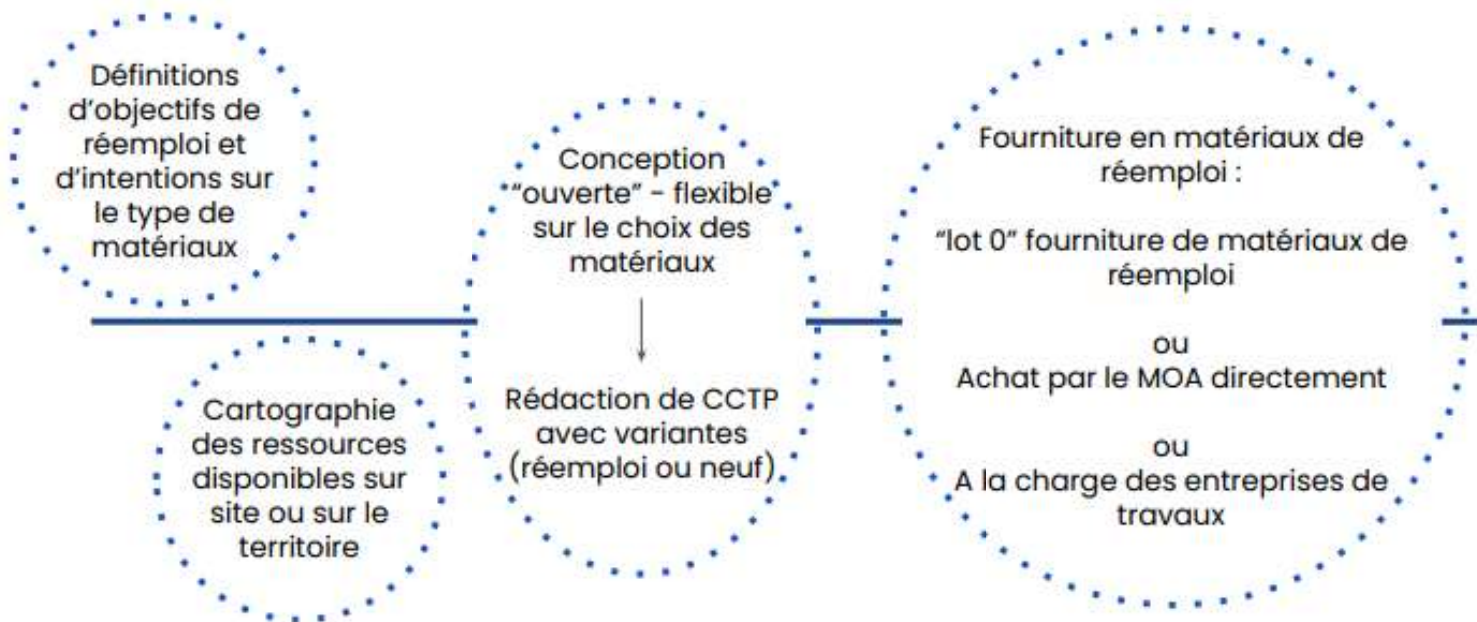 Définitions
d'objectifs de
réemploi et
d'intentions sur
le type de
matériaux
Cartographie
des ressources
disponibles sur
site ou sur le
territoire
Conception
“ouverte” - flexible
sur le choix des
matériaux
Rédaction de CCTP
avec variantes
(réemploi ou neuf)
Fourniture en matériaux de
réemploi :
“lot 0” fourniture de matériaux de
réemploi
ou
Achat par le MOA directement
ou
A la charge des entreprises de
travaux